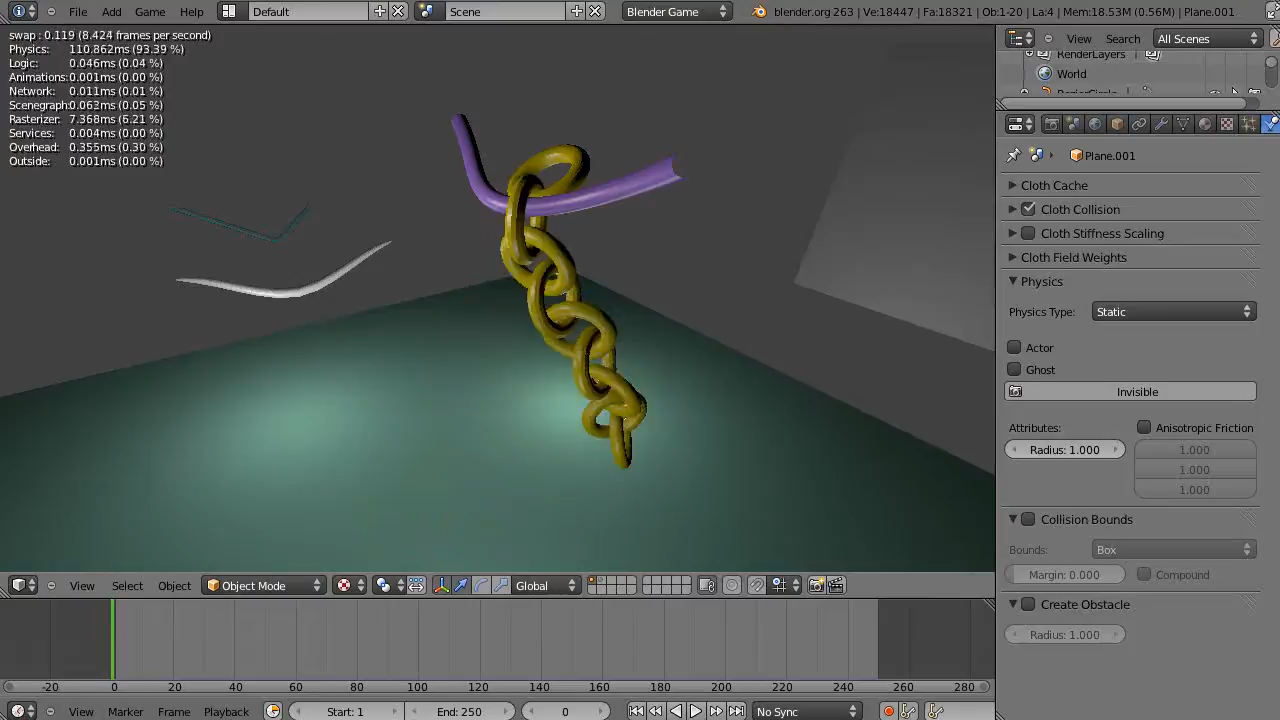 File Add Game Help Default Scene Blender Game blender.org 263 | Ve:18447 | Fa:18321 | Ob:1-20 | La:4 | Mem:18.53M (0.56M) | Plane.001
swap : 0.119 (8.424 frames per second)
Physics: 110.862ms (93.39 %)
Logic: 0.046ms (0.04 %)
Animations: 0.001ms (0.00 %)
Network: 0.011ms (0.01 %)
Scenegraph: 0.063ms (0.05 %)
Rasterizer: 7.368ms (6.21 %)
Services: 0.004ms (0.00 %)
Overhead: 0.355ms (0.30 %)
Outside: 0.001ms (0.00 %)
View Search All Scenes
RenderLayers
World
BezierCircle
Plane.001
Cloth Cache
Cloth Collision
Cloth Stiffness Scaling
Cloth Field Weights
Physics
Physics Type: Static
Actor
Ghost
Invisible
Attributes: Anisotropic Friction
Radius: 1.000 1.000
1.000
1.000
Collision Bounds
Bounds: Box
Margin: 0.000 Compound
Create Obstacle
Radius: 1.000
View Select Object Object Mode Global
-20 0 20 40 60 80 100 120 140 160 180 200 220 240 260 280
View Marker Frame Playback Start: 1 End: 250 0 No Sync